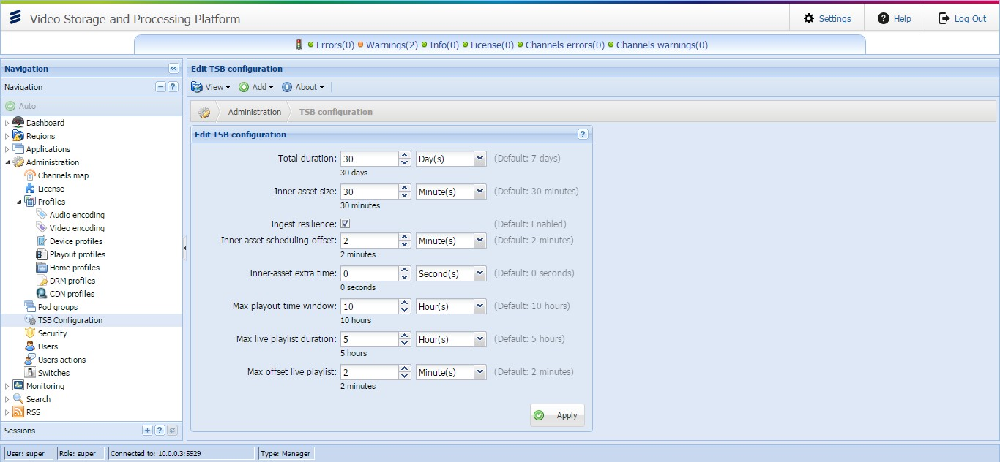 Video Storage and Processing Platform
Settings
Help
Log Out
Errors(0) Warnings(2) Info(0) License(0) Channels errors(0) Channels warnings(0)
Navigation
Navigation
Auto
Dashboard
Regions
Applications
Administration
Channels map
License
Profiles
Audio encoding
Video encoding
Device profiles
Playout profiles
Home profiles
DRM profiles
CDN profiles
Pod groups
TSB Configuration
Security
Users
Users actions
Switches
Monitoring
Search
RSS
Sessions
Edit TSB configuration
View Add About
Administration TSB configuration
Edit TSB configuration
Total duration: 30 Day(s) (Default: 7 days)
30 days
Inner-asset size: 30 Minute(s) (Default: 30 minutes)
30 minutes
Ingest resilience: (Default: Enabled)
Inner-asset scheduling offset: 2 Minute(s) (Default: 2 minutes)
2 minutes
Inner-asset extra time: 0 Second(s) (Default: 0 seconds)
0 seconds
Max playout time window: 10 Hour(s) (Default: 10 hours)
10 hours
Max live playlist duration: 5 Hour(s) (Default: 5 hours)
5 hours
Max offset live playlist: 2 Minute(s) (Default: 2 minutes)
2 minutes
Apply
User: super Role: super Connected to: 10.0.0.3:5929 Type: Manager